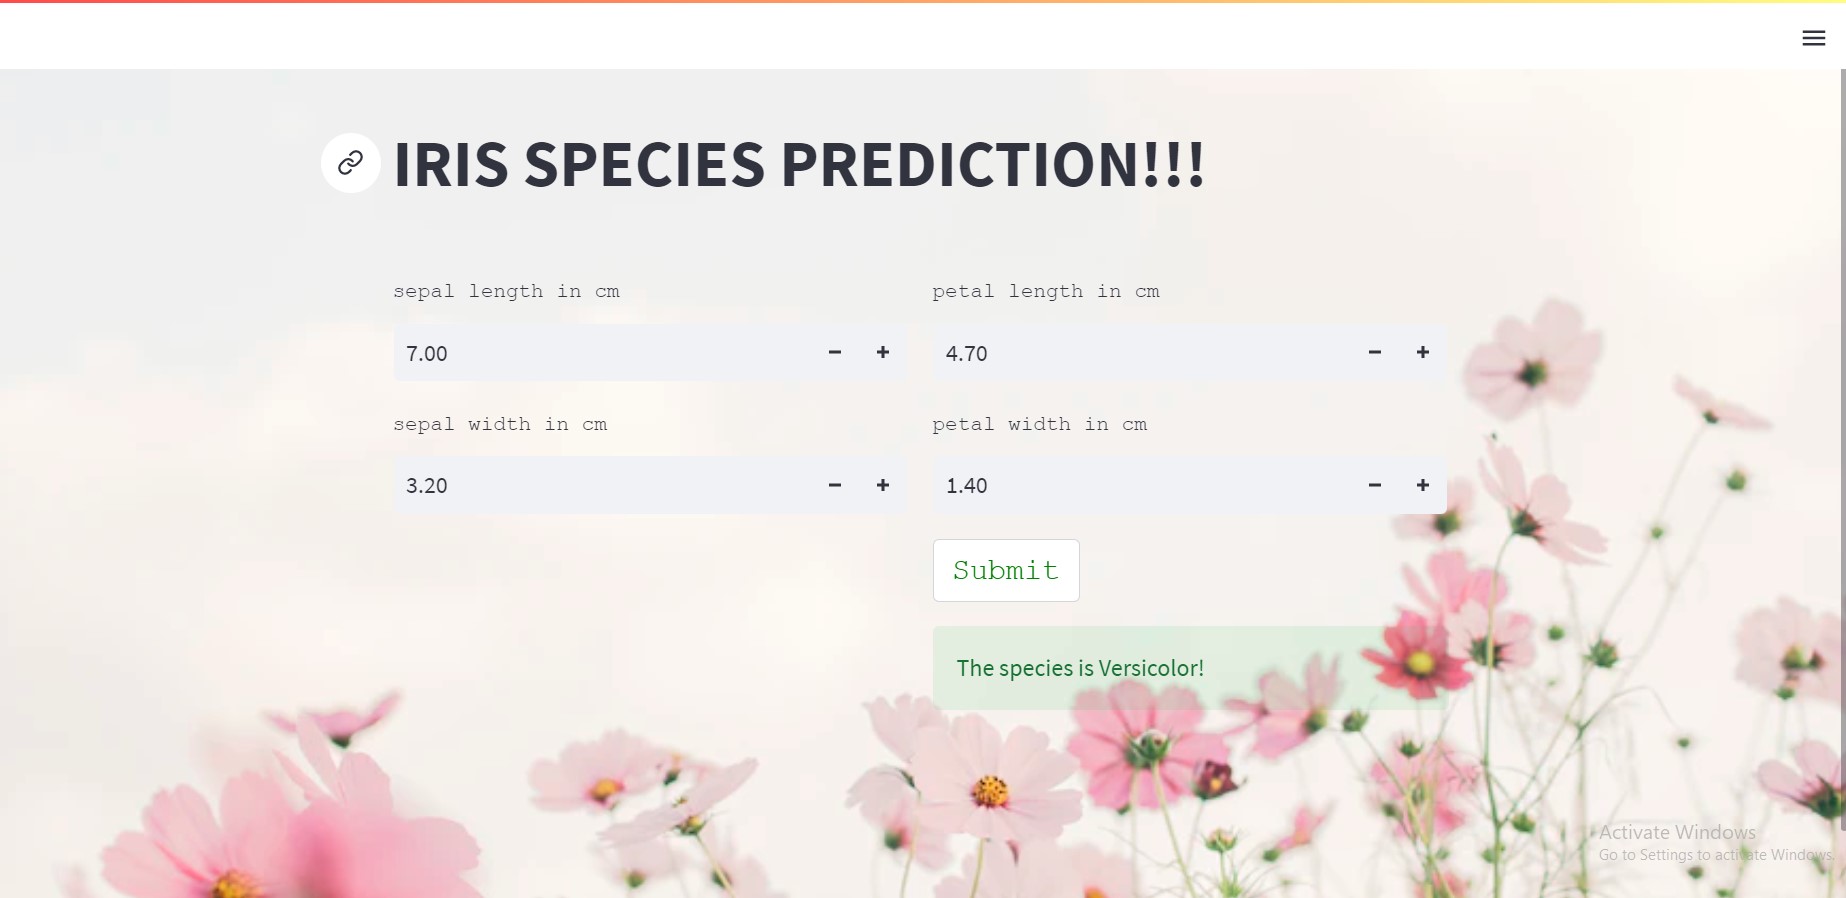 IRIS SPECIES PREDICTION!!!
sepal length in cm
7.00
sepal width in cm
3.20
petal length in cm
4.70
petal width in cm
1.40
Submit
The species is Versicolor!
Activate Windows
Go to Settings to activate Windows.